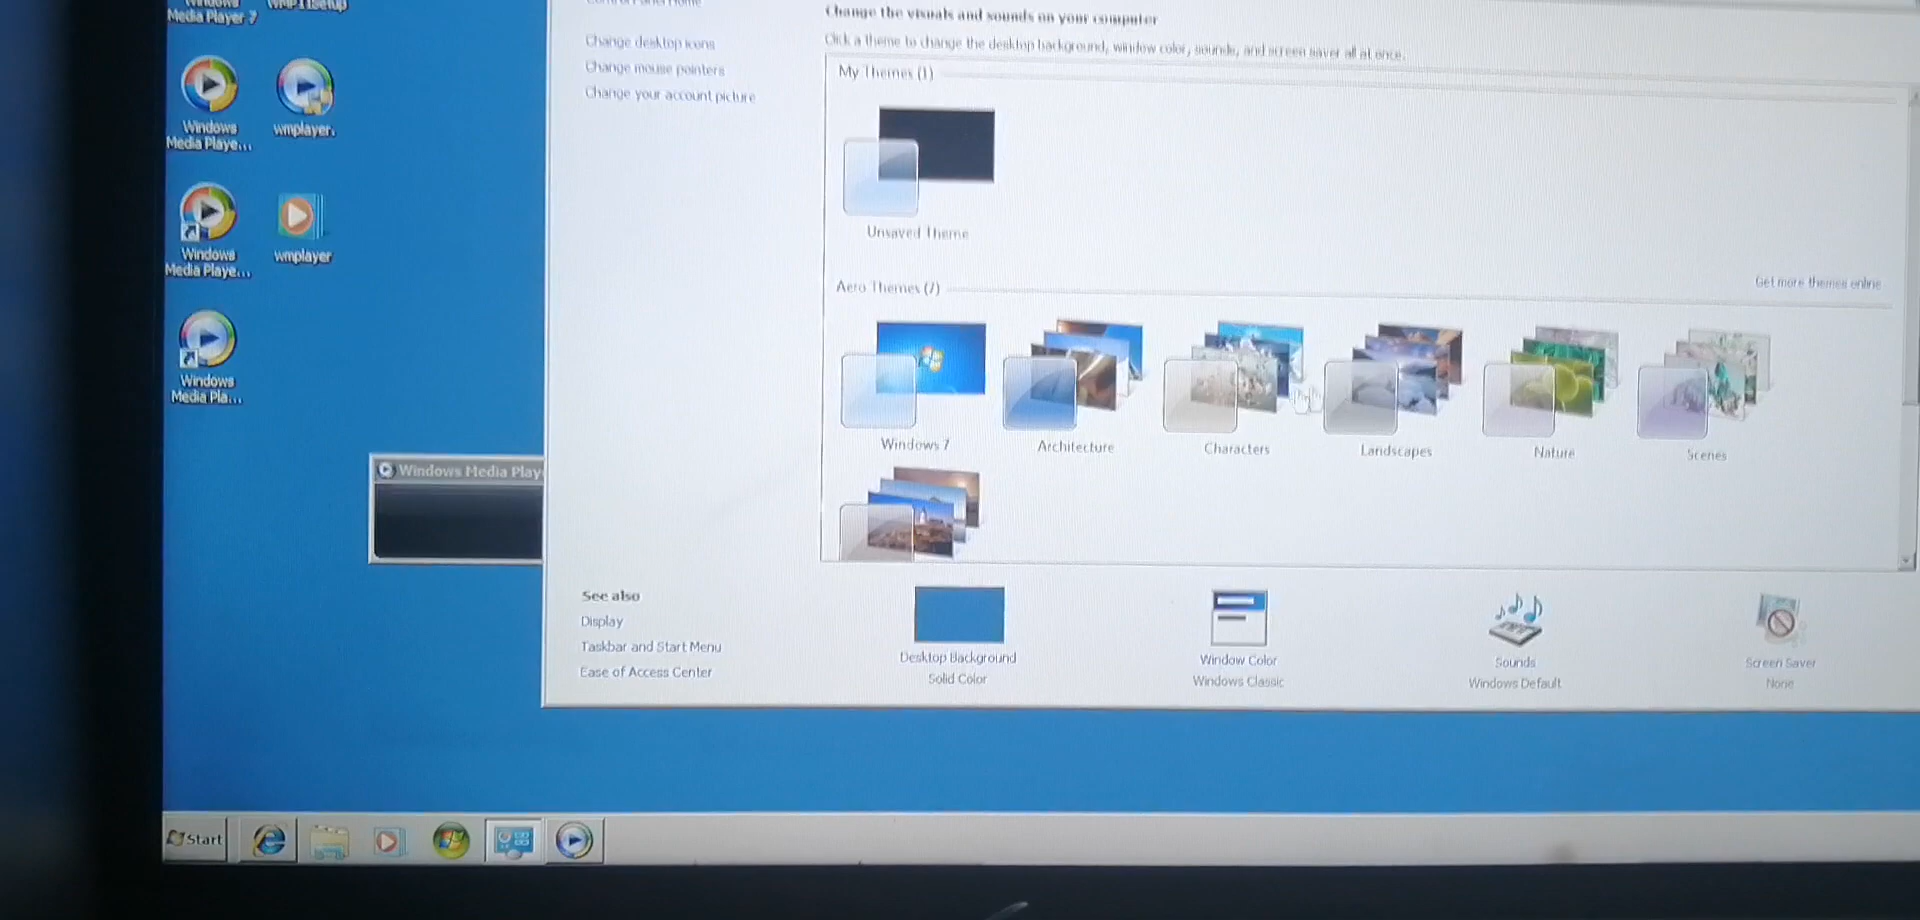 Windows
Media Player 7
WMP11Setup
Windows
Media Playe...
wmplayer.
Windows
Media Playe...
wmplayer
Windows
Media Pla...
Windows Media Play
Control Panel Home
Change desktop icons
Change mouse pointers
Change your account picture
See also
Display
Taskbar and Start Menu
Ease of Access Center
Change the visuals and sounds on your computer
Click a theme to change the desktop background, window color, sounds, and screen saver all at once.
My Themes (1)
Unsaved Theme
Get more themes online
Aero Themes (7)
Windows 7
Architecture
Characters
Landscapes
Nature
Scenes
Desktop Background
Solid Color
Window Color
Windows Classic
Sounds
Windows Default
Screen Saver
None
Start